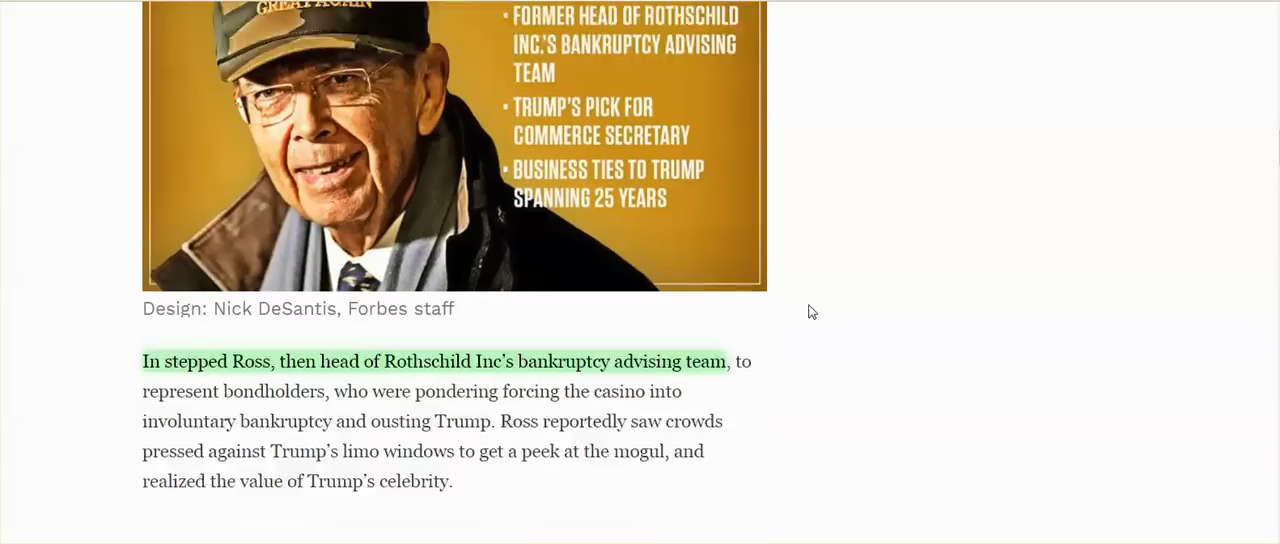 GREAT AGAIN
• FORMER HEAD OF ROTHSCHILD
INC.'S BANKRUPTCY ADVISING
TEAM
• TRUMP'S PICK FOR
COMMERCE SECRETARY
• BUSINESS TIES TO TRUMP
SPANNING 25 YEARS
Design: Nick DeSantis, Forbes staff
In stepped Ross, then head of Rothschild Inc's bankruptcy advising team, to
represent bondholders, who were pondering forcing the casino into
involuntary bankruptcy and ousting Trump. Ross reportedly saw crowds
pressed against Trump's limo windows to get a peek at the mogul, and
realized the value of Trump's celebrity.